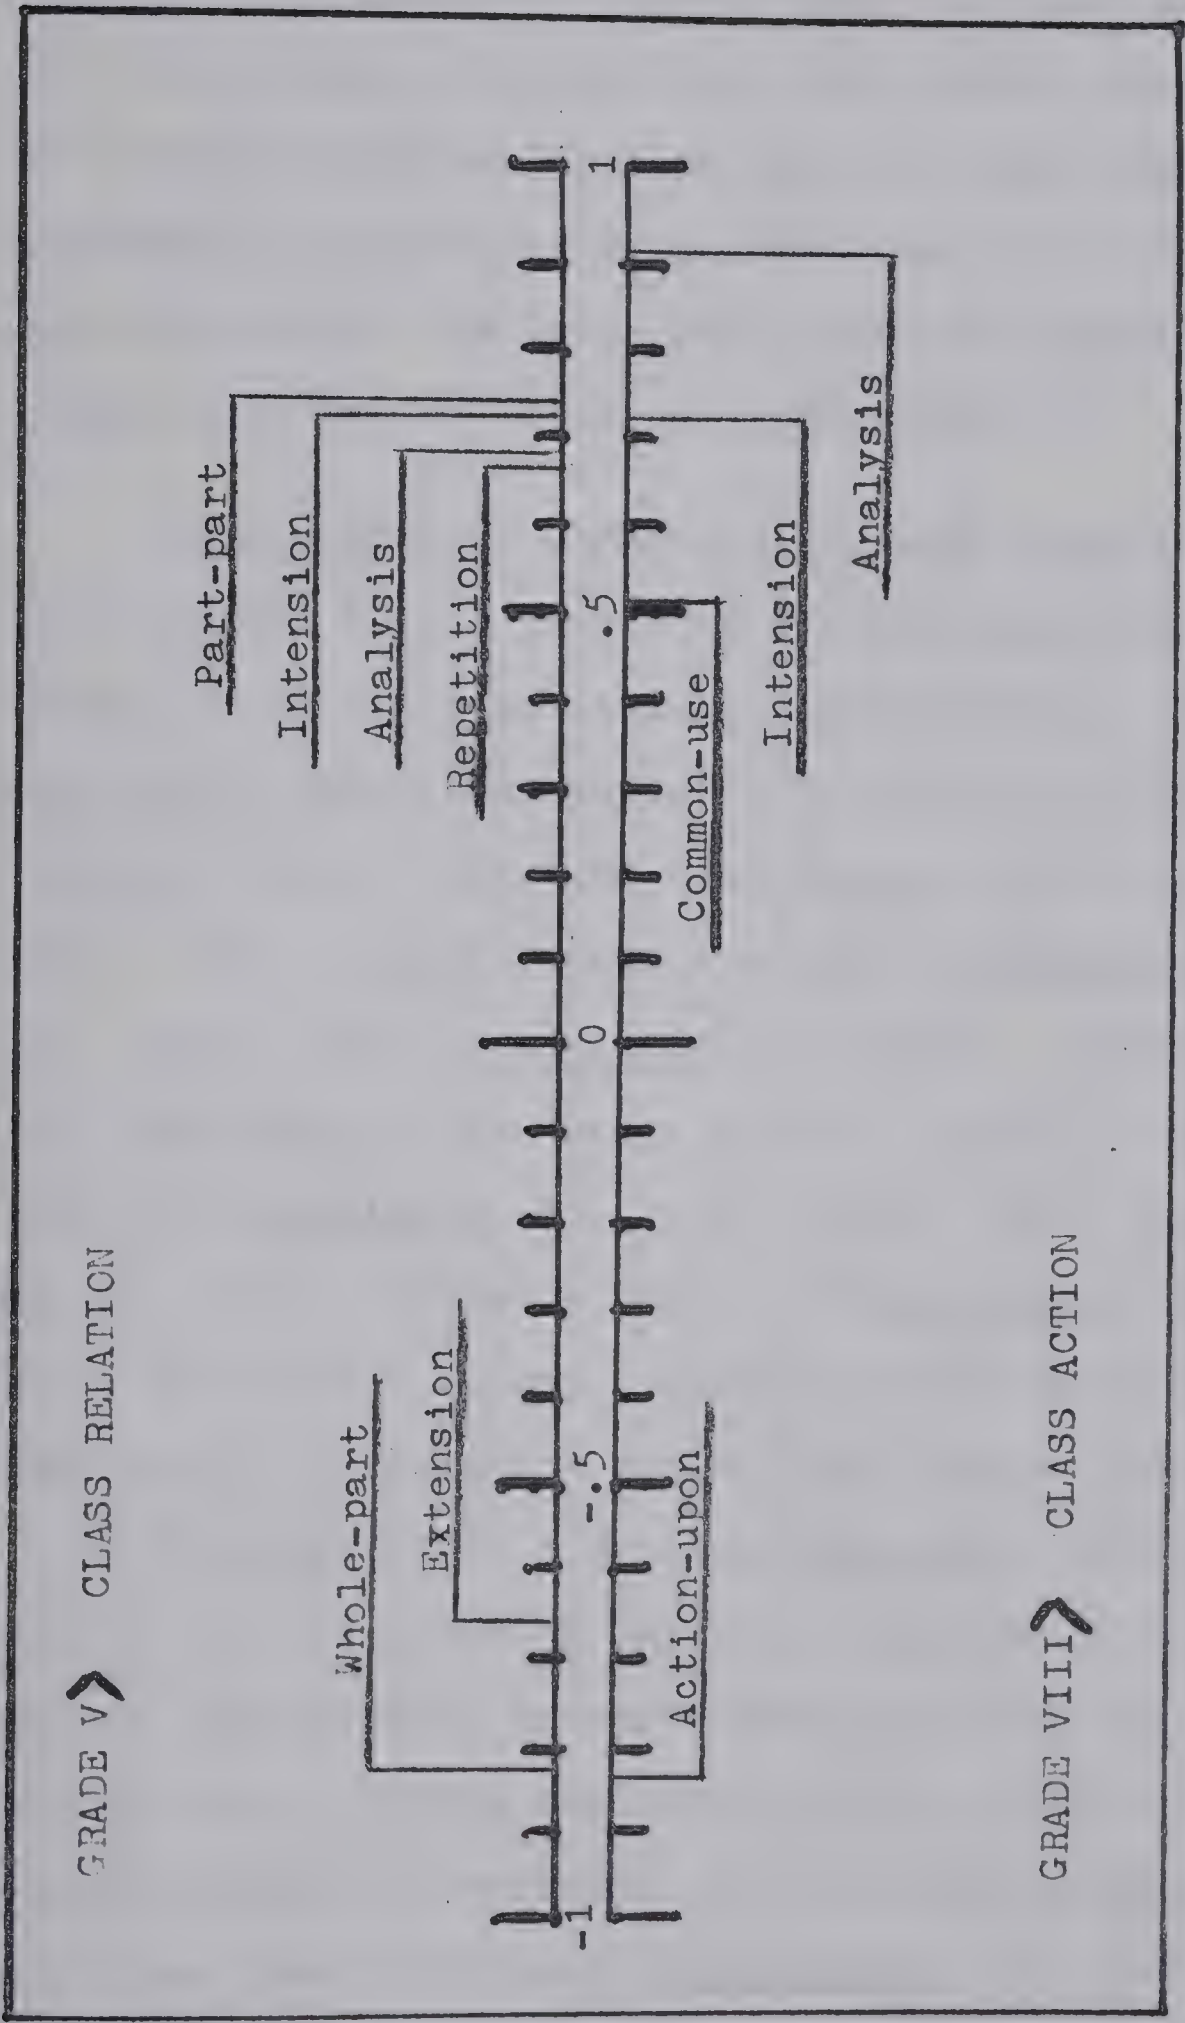 GRADE V> CLASS RELATION
Part-part
Intension
Analysis
Repetition
Whole-part
Extension
-1 -.5 0 .5 1
Action-upon
Common-use
Intension
Analysis
GRADE VIII> CLASS ACTION